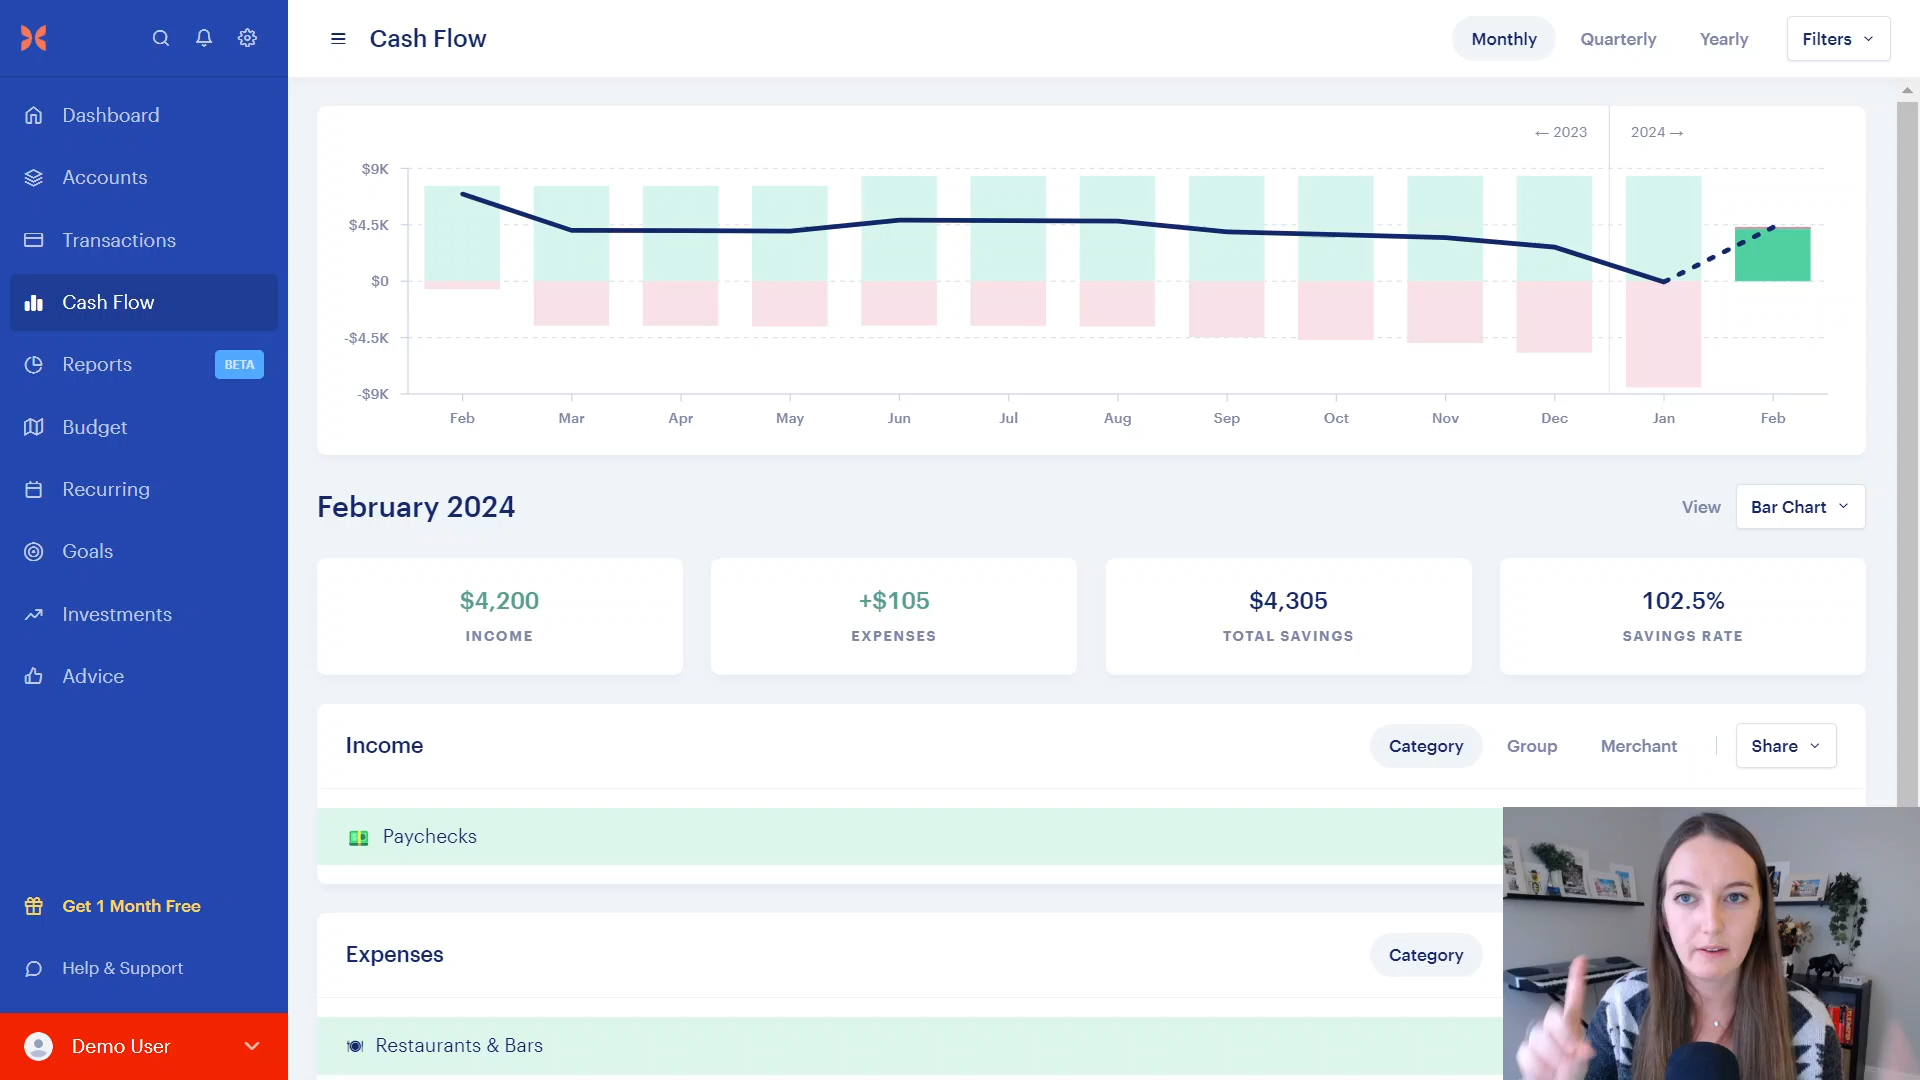 Cash Flow
Monthly
Quarterly
Yearly
Filters
Dashboard
Accounts
Transactions
Cash Flow
Reports
BETA
Budget
Recurring
Goals
Investments
Advice
Get 1 Month Free
Help & Support
Demo User
← 2023
2024 →
$9K
$4.5K
$0
-$4.5K
-$9K
Feb
Mar
Apr
May
Jun
Jul
Aug
Sep
Oct
Nov
Dec
Jan
Feb
February 2024
View
Bar Chart
$4,200
INCOME
+$105
EXPENSES
$4,305
TOTAL SAVINGS
102.5%
SAVINGS RATE
Income
Category
Group
Merchant
Share
Paychecks
Expenses
Category
Restaurants & Bars